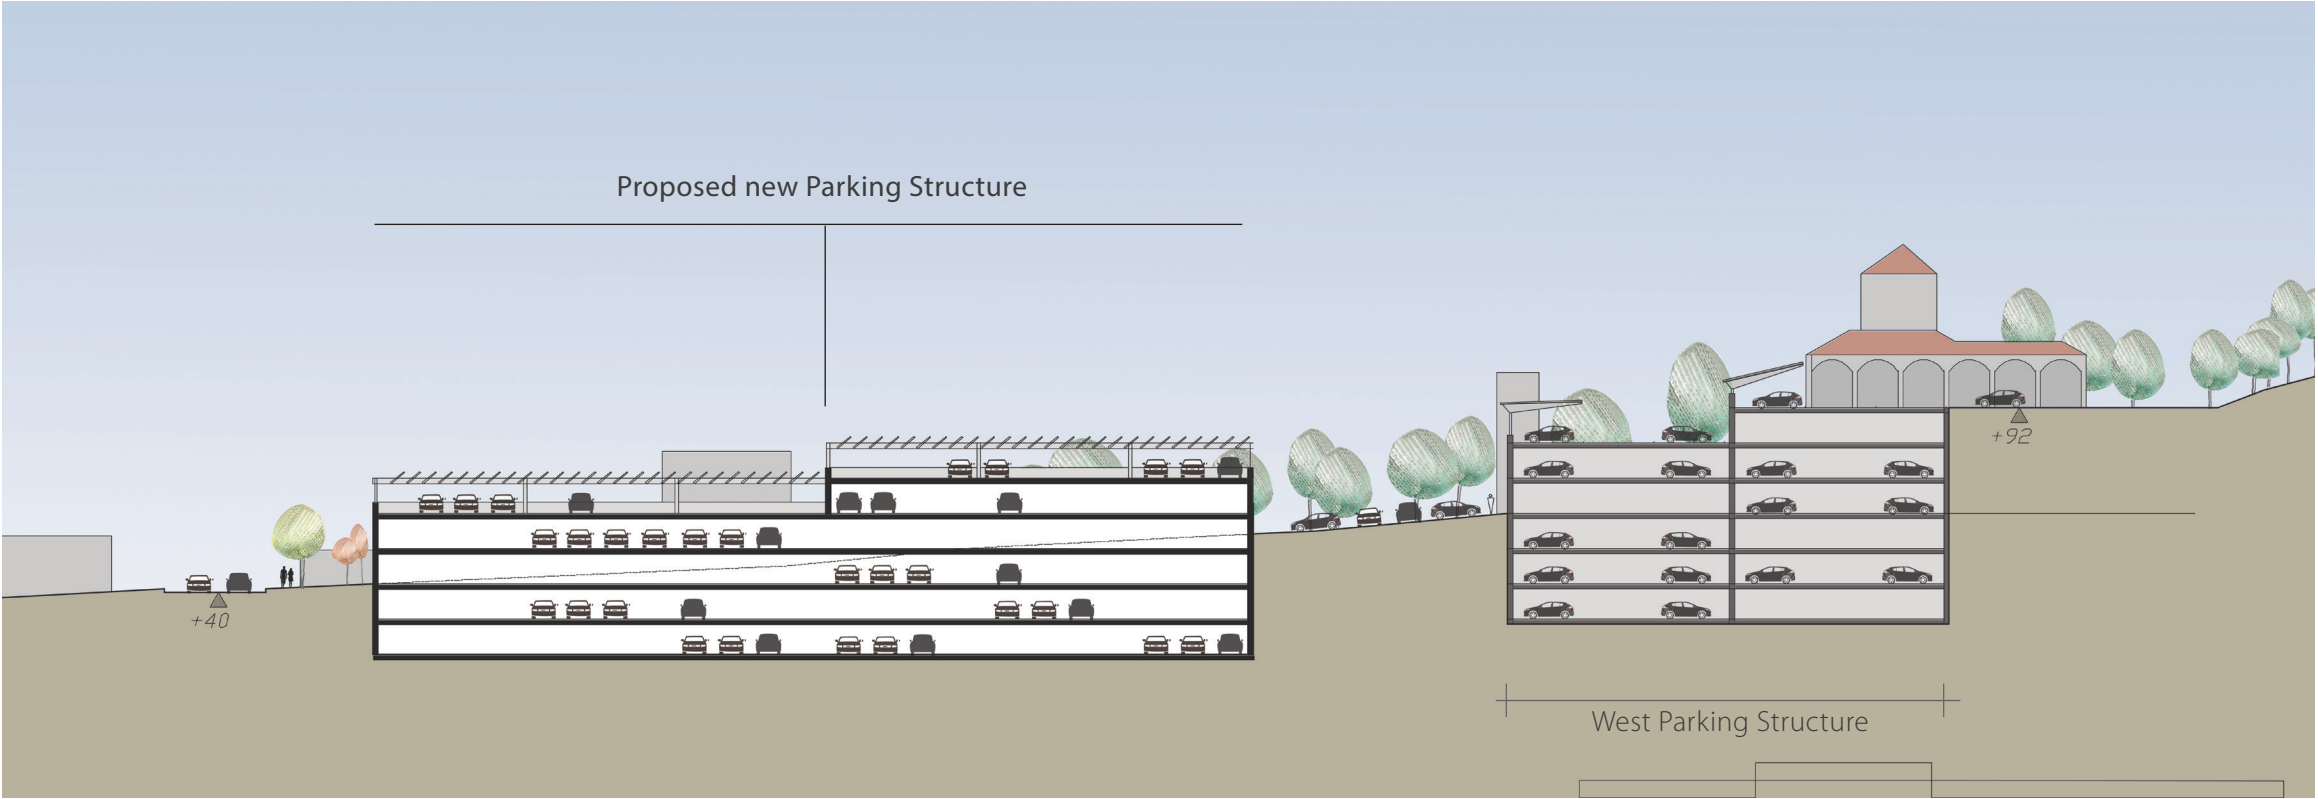 Proposed new Parking Structure
+92
+40
West Parking Structure